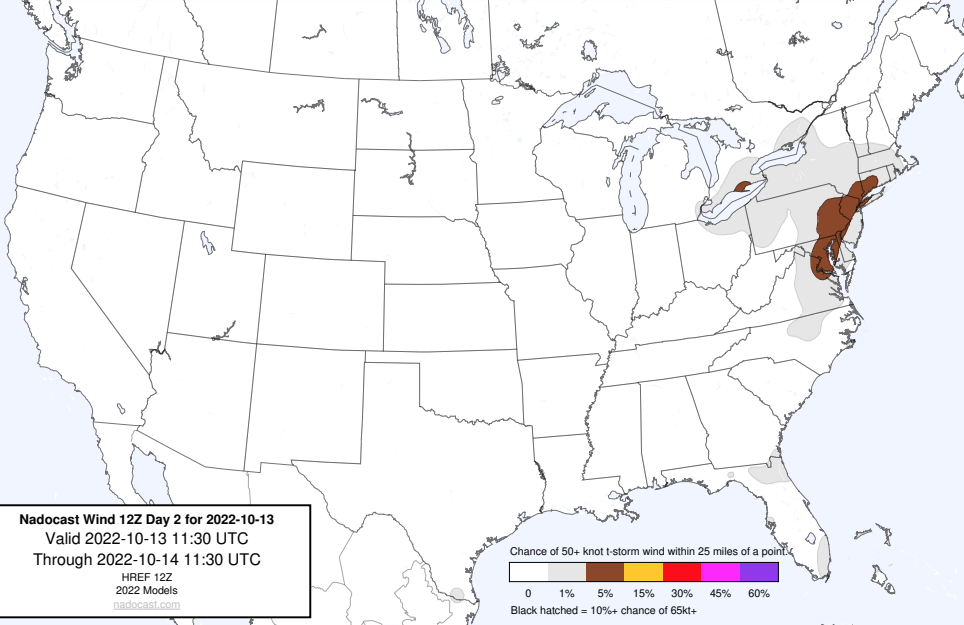 Nadocast Wind 12Z Day 2 for 2022-10-13
Valid 2022-10-13 11:30 UTC
Through 2022-10-14 11:30 UTC
HREF 12Z
2022 Models
nadocast.com
Chance of 50+ knot t-storm wind within 25 miles of a point.
0 1% 5% 15% 30% 45% 60%
Black hatched = 10%+ chance of 65kt+